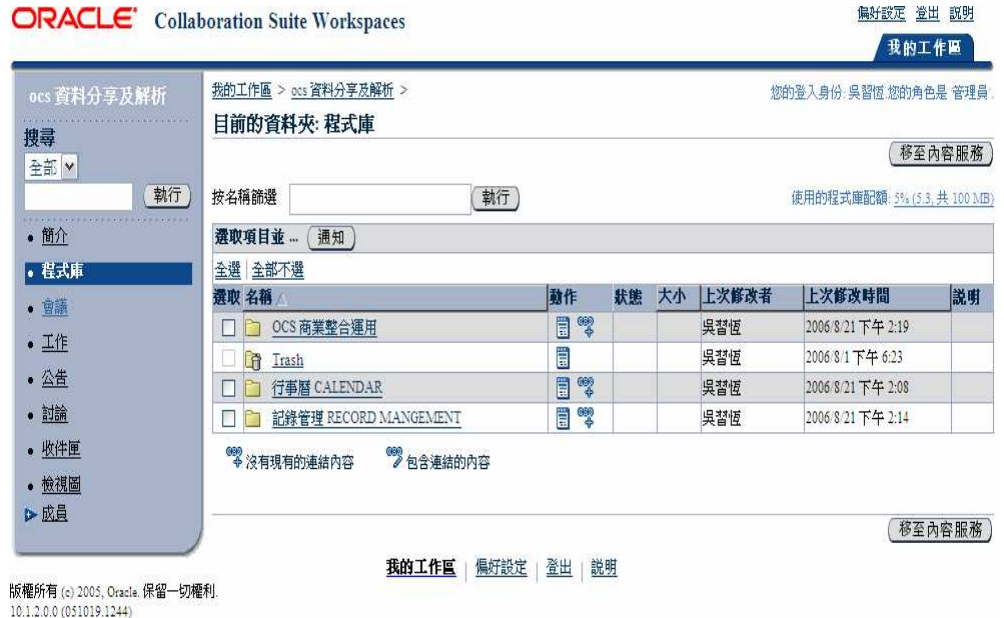 ORACLE Collaboration Suite Workspaces
偏好設定 登出 説明
我的工作區
ocs 資料分享及解析
搜尋
全部
執行
• 簡介
• 程式庫
• 會議
• 工作
• 公告
• 討論
• 收件匣
• 檢視圖
成員
我的工作區 > ocs 資料分享及解析 >
您的登入身份: 吳習恆.您的角色是 '管理員'.
目前的資料夾: 程式庫
移至內容服務
按名稱篩選 執行
使用的程式庫配額: 5% (5.3, 共 100 MB)
選取項目並 ... 通知
全選 | 全部不選
選取 名稱 動作 狀態 大小 上次修改者 上次修改時間 説明
OCS 商業整合運用 吳習恆 2006/8/21 下午 2:19
Trash 吳習恆 2006/8/1 下午 6:23
行事曆 CALENDAR 吳習恆 2006/8/21 下午 2:08
記錄管理 RECORD MANGEMENT 吳習恆 2006/8/21 下午 2:14
沒有現有的連結內容 包含連結的內容
移至內容服務
我的工作區 | 偏好設定 | 登出 | 説明
版權所有 (c) 2005, Oracle. 保留一切權利.
10.1.2.0.0 (051019.1244)